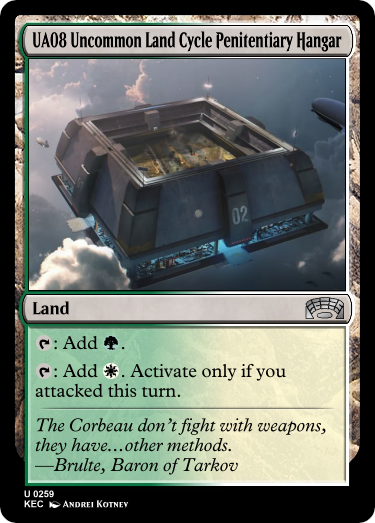 UA08 Uncommon Land Cycle Penitentiary Hangar
02
Land
: Add .
: Add . Activate only if you
attacked this turn.
The Corbeau don't fight with weapons,
they have…other methods.
—Brulte, Baron of Tarkov
U 0259
KEC Andrei Kotnev